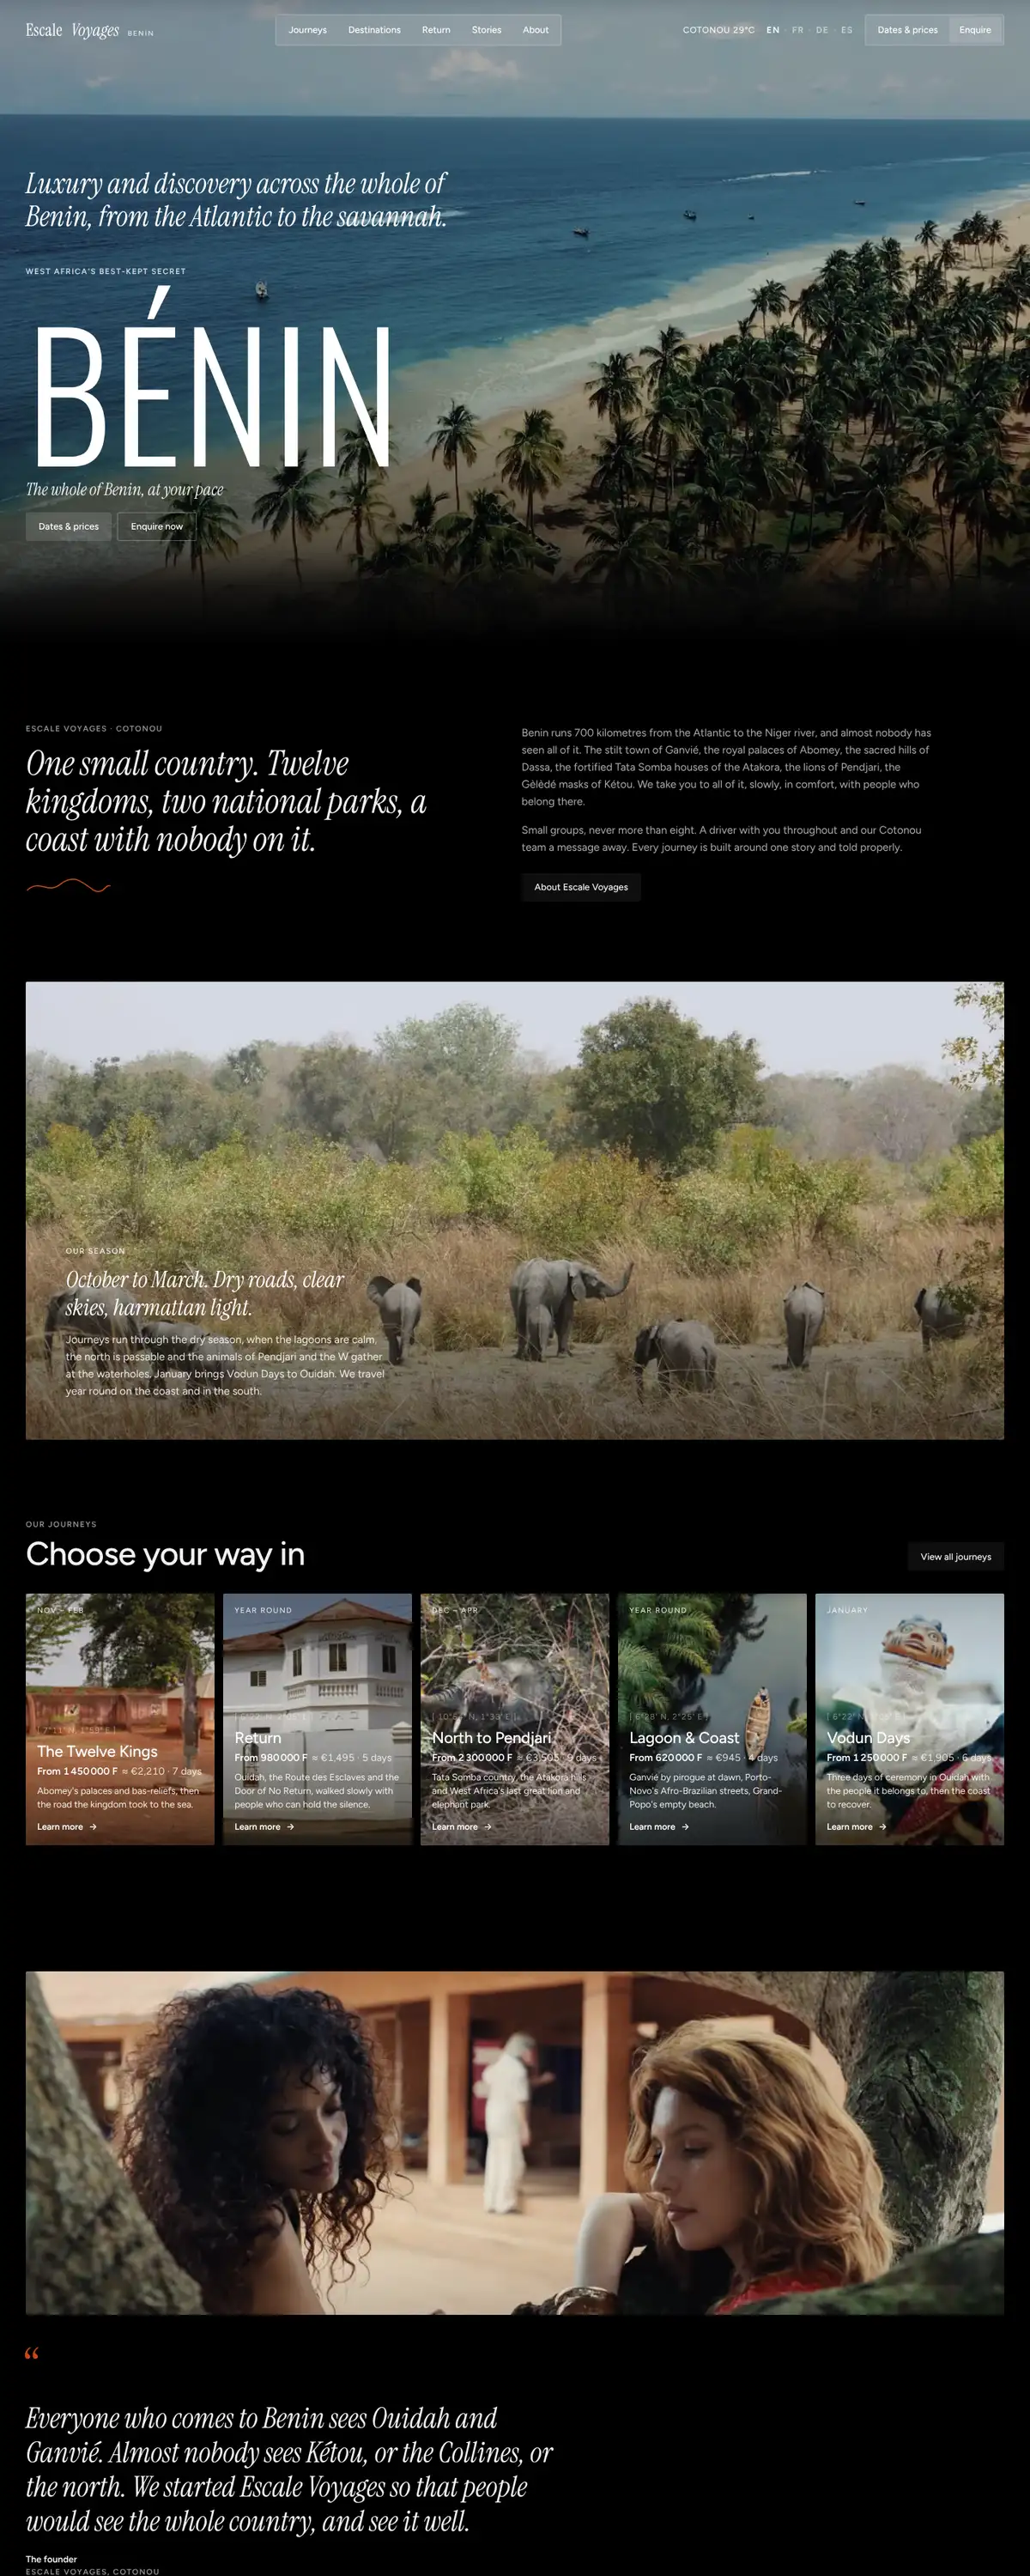 Escale Voyages BENIN
Journeys Destinations Return Stories About
COTONOU 29°C EN · FR · DE · ES
Dates & prices Enquire
Luxury and discovery across the whole of
Benin, from the Atlantic to the savannah.
WEST AFRICA'S BEST-KEPT SECRET
BÉNIN
The whole of Benin, at your pace
Dates & prices Enquire now
ESCALE VOYAGES · COTONOU
One small country. Twelve
kingdoms, two national parks, a
coast with nobody on it.
Benin runs 700 kilometres from the Atlantic to the Niger river, and almost nobody has
seen all of it. The stilt town of Ganvié, the royal palaces of Abomey, the sacred hills of
Dassa, the fortified Tata Somba houses of the Atakora, the lions of Pendjari, the
Gèlèdé masks of Kétou. We take you to all of it, slowly, in comfort, with people who
belong there.
Small groups, never more than eight. A driver with you throughout and our Cotonou
team a message away. Every journey is built around one story and told properly.
About Escale Voyages
OUR SEASON
October to March. Dry roads, clear
skies, harmattan light.
Journeys run through the dry season, when the lagoons are calm,
the north is passable and the animals of Pendjari and the W gather
at the waterholes. January brings Vodun Days to Ouidah. We travel
year round on the coast and in the south.
OUR JOURNEYS
Choose your way in
View all journeys
NOV – FEB
[ 7°11' N, 1°59' E ]
The Twelve Kings
From 1 450 000 F ≈ €2,210 · 7 days
Abomey's palaces and bas-reliefs, then
the road the kingdom took to the sea.
Learn more →
YEAR ROUND
Return
From 980 000 F ≈ €1,495 · 5 days
Ouidah, the Route des Esclaves and the
Door of No Return, walked slowly with
people who can hold the silence.
Learn more →
DEC – APR
North to Pendjari
From 2 300 000 F ≈ €3,505 · 9 days
Tata Somba country, the Atakora hills
and West Africa's last great lion and
elephant park.
Learn more →
YEAR ROUND
[ 6°28' N, 2°25' E ]
Lagoon & Coast
From 620 000 F ≈ €945 · 4 days
Ganvié by pirogue at dawn, Porto-
Novo's Afro-Brazilian streets, Grand-
Popo's empty beach.
Learn more →
JANUARY
Vodun Days
From 1 250 000 F ≈ €1,905 · 6 days
Three days of ceremony in Ouidah with
the people it belongs to, then the coast
to recover.
Learn more →
“
Everyone who comes to Benin sees Ouidah and
Ganvié. Almost nobody sees Kétou, or the Collines, or
the north. We started Escale Voyages so that people
would see the whole country, and see it well.
The founder
ESCALE VOYAGES, COTONOU